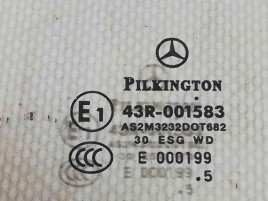 PILKINGTON
E1 43R-001583
AS2M3232DOT682
30 ESG WD
CCC E 000199
.5